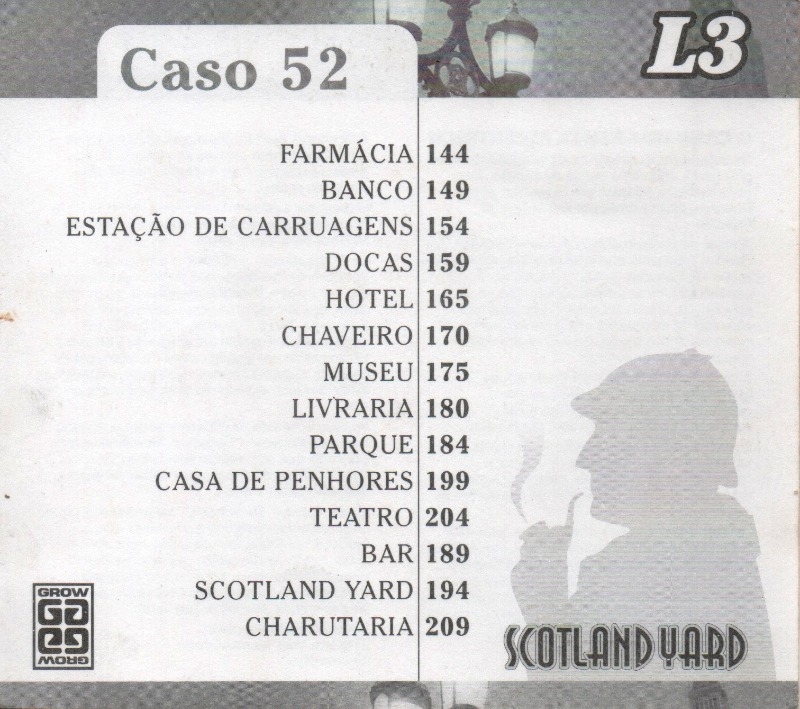 Caso 52
L3
FARMÁCIA 144
BANCO 149
ESTAÇÃO DE CARRUAGENS 154
DOCAS 159
HOTEL 165
CHAVEIRO 170
MUSEU 175
LIVRARIA 180
PARQUE 184
CASA DE PENHORES 199
TEATRO 204
BAR 189
SCOTLAND YARD 194
CHARUTARIA 209
GROW
GROW
SCOTLAND YARD